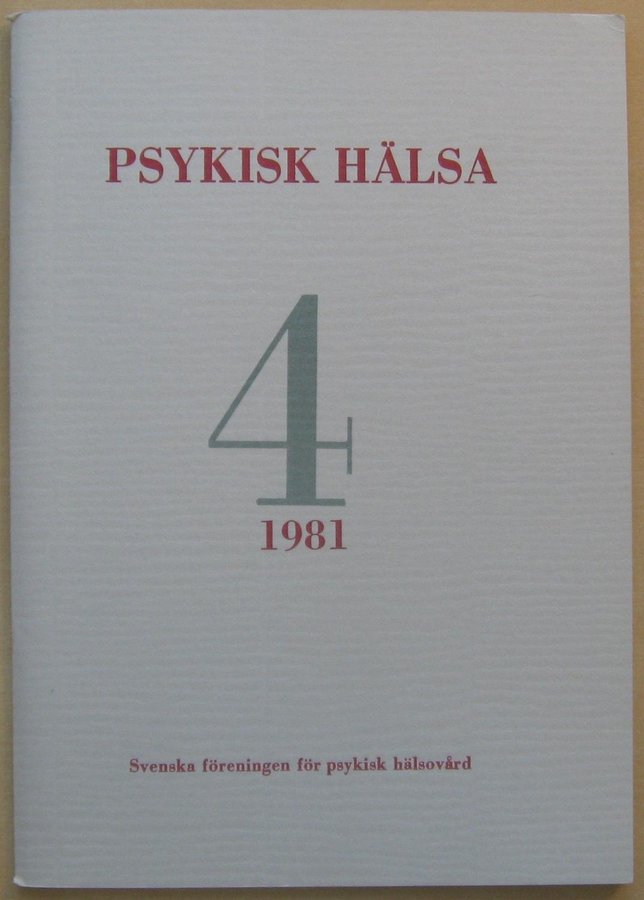 PSYKISK HÄLSA
4
1981
Svenska föreningen för psykisk hälsovård